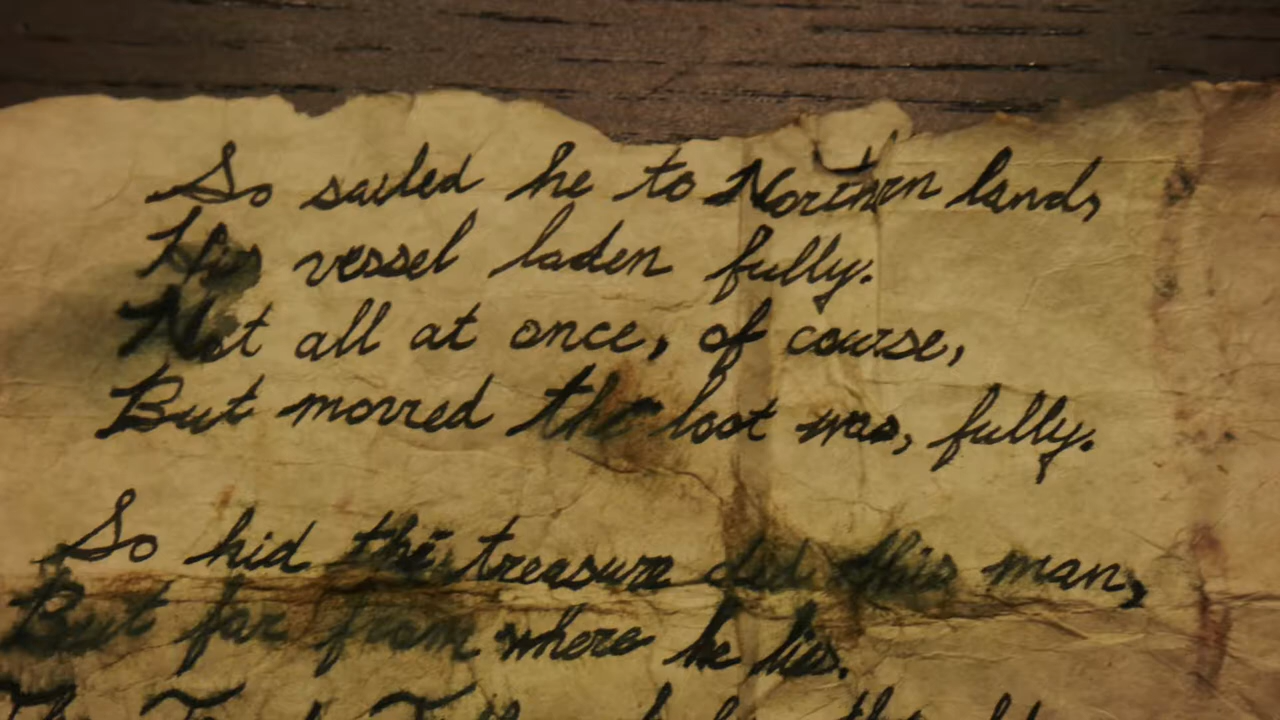 So sailed he to Northern lands,
His vessel laden fully.
Not all at once, of course,
But morred the loot was, fully.
So hid the treasure did this man,
But far from where he lies.